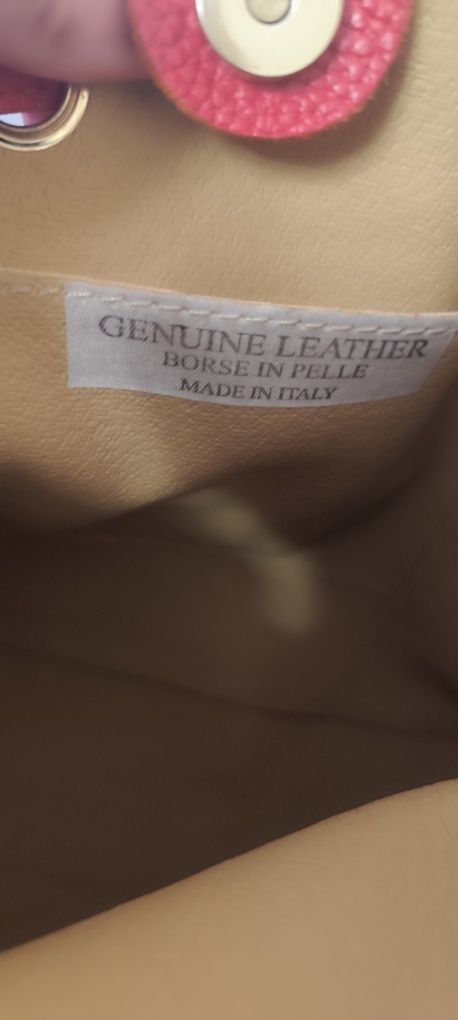 GENUINE LEATHER
BORSE IN PELLE
MADE IN ITALY